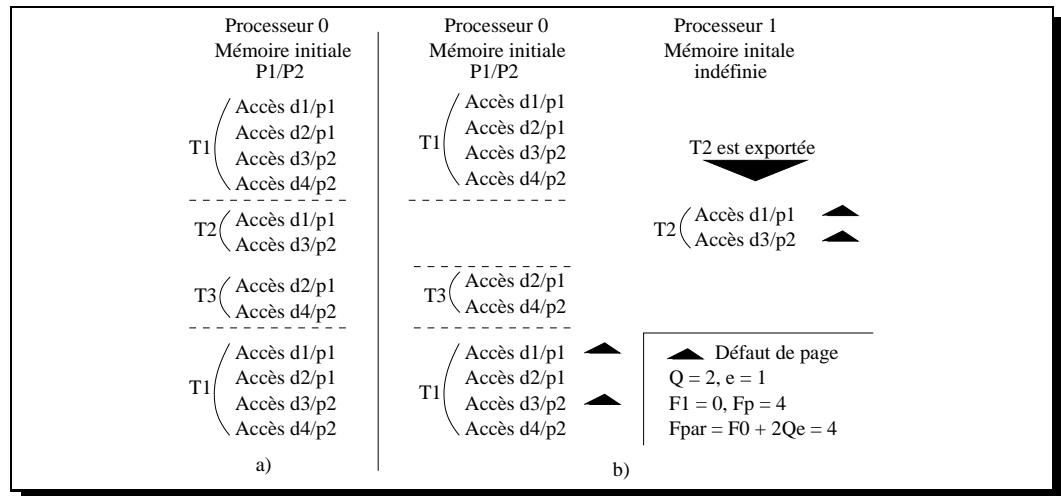 Processeur 0
Mémoire initiale
P1/P2
T1
Accès d1/p1
Accès d2/p1
Accès d3/p2
Accès d4/p2
T2
Accès d1/p1
Accès d3/p2
T3
Accès d2/p1
Accès d4/p2
T1
Accès d1/p1
Accès d2/p1
Accès d3/p2
Accès d4/p2
a)
Processeur 0
Mémoire initiale
P1/P2
T1
Accès d1/p1
Accès d2/p1
Accès d3/p2
Accès d4/p2
T3
Accès d2/p1
Accès d4/p2
T1
Accès d1/p1
Accès d2/p1
Accès d3/p2
Accès d4/p2
Processeur 1
Mémoire initale
indéfinie
T2 est exportée
T2
Accès d1/p1
Accès d3/p2
Défaut de page
Q = 2, e = 1
F1 = 0, Fp = 4
Fpar = F0 + 2Qe = 4
b)